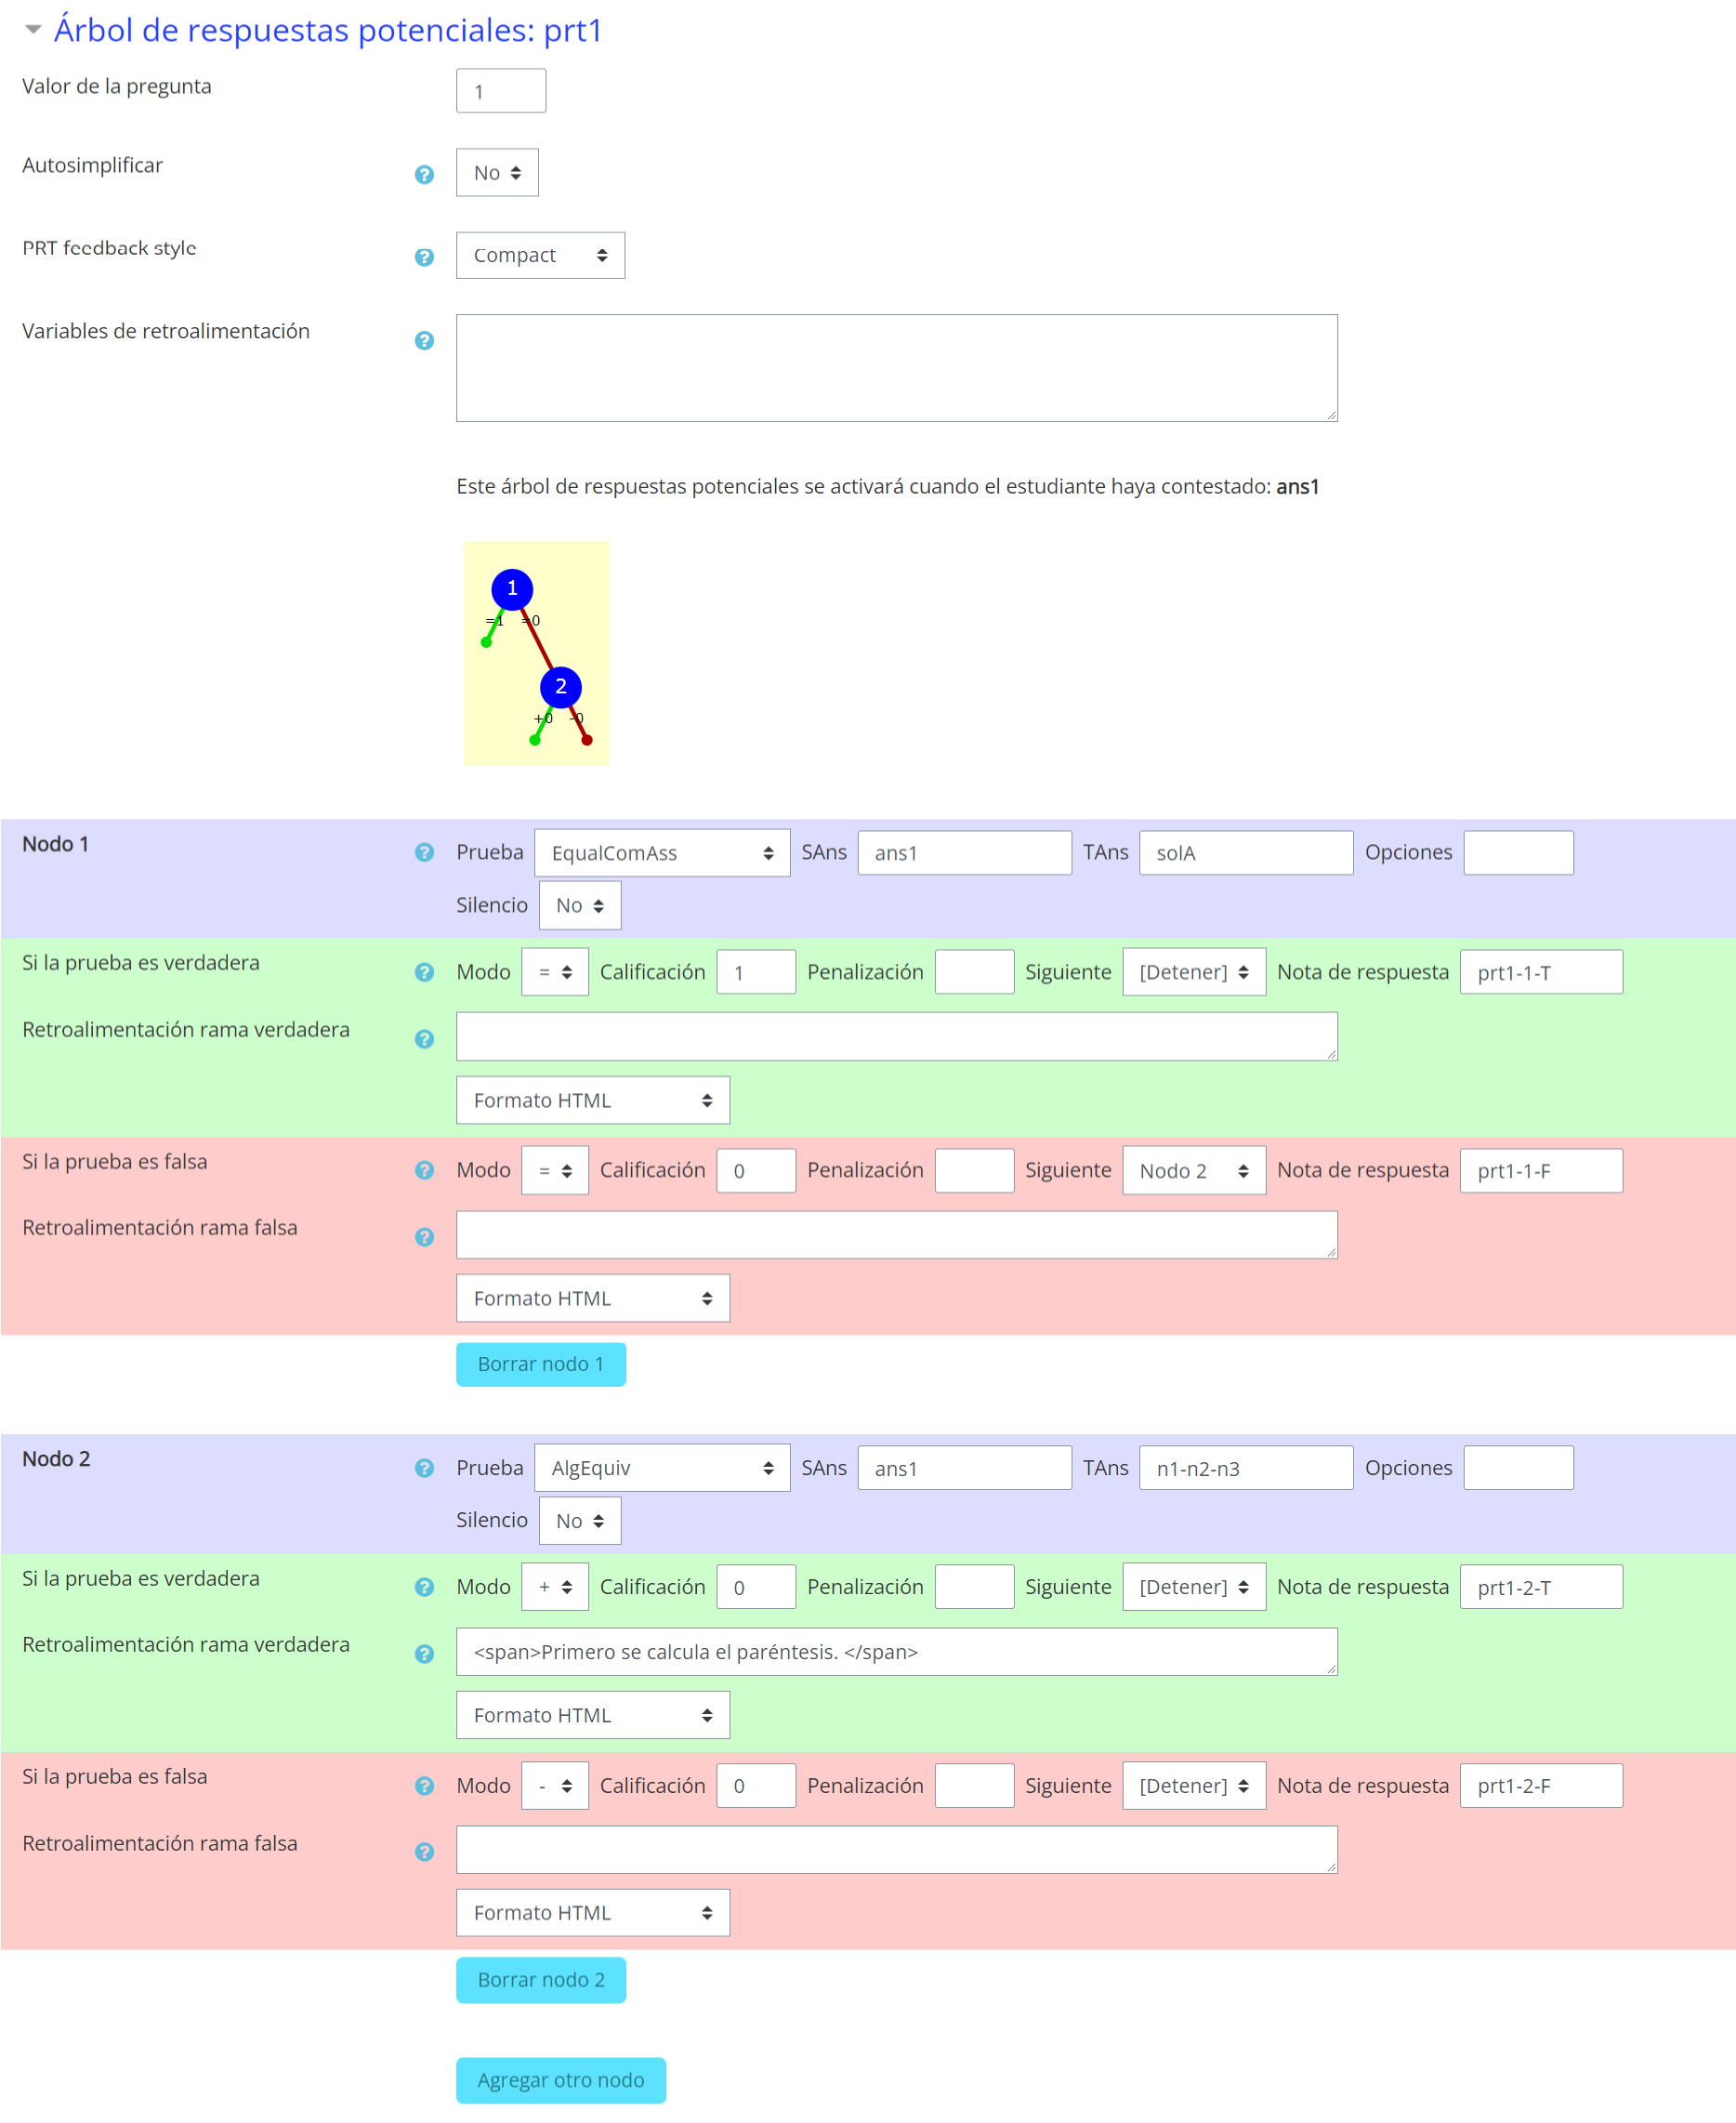 Árbol de respuestas potenciales: prt1
Valor de la pregunta 1
Autosimplificar No
PRT feedback style Compact
Variables de retroalimentación
Este árbol de respuestas potenciales se activará cuando el estudiante haya contestado: ans1
1
=1 =0
2
+0 -0
Nodo 1 Prueba EqualComAss SAns ans1 TAns solA Opciones
Silencio No
Si la prueba es verdadera Modo = Calificación 1 Penalización Siguiente [Detener] Nota de respuesta prt1-1-T
Retroalimentación rama verdadera
Formato HTML
Si la prueba es falsa Modo = Calificación 0 Penalización Siguiente Nodo 2 Nota de respuesta prt1-1-F
Retroalimentación rama falsa
Formato HTML
Borrar nodo 1
Nodo 2 Prueba AlgEquiv SAns ans1 TAns n1-n2-n3 Opciones
Silencio No
Si la prueba es verdadera Modo + Calificación 0 Penalización Siguiente [Detener] Nota de respuesta prt1-2-T
Retroalimentación rama verdadera <span>Primero se calcula el paréntesis. </span>
Formato HTML
Si la prueba es falsa Modo - Calificación 0 Penalización Siguiente [Detener] Nota de respuesta prt1-2-F
Retroalimentación rama falsa
Formato HTML
Borrar nodo 2
Agregar otro nodo